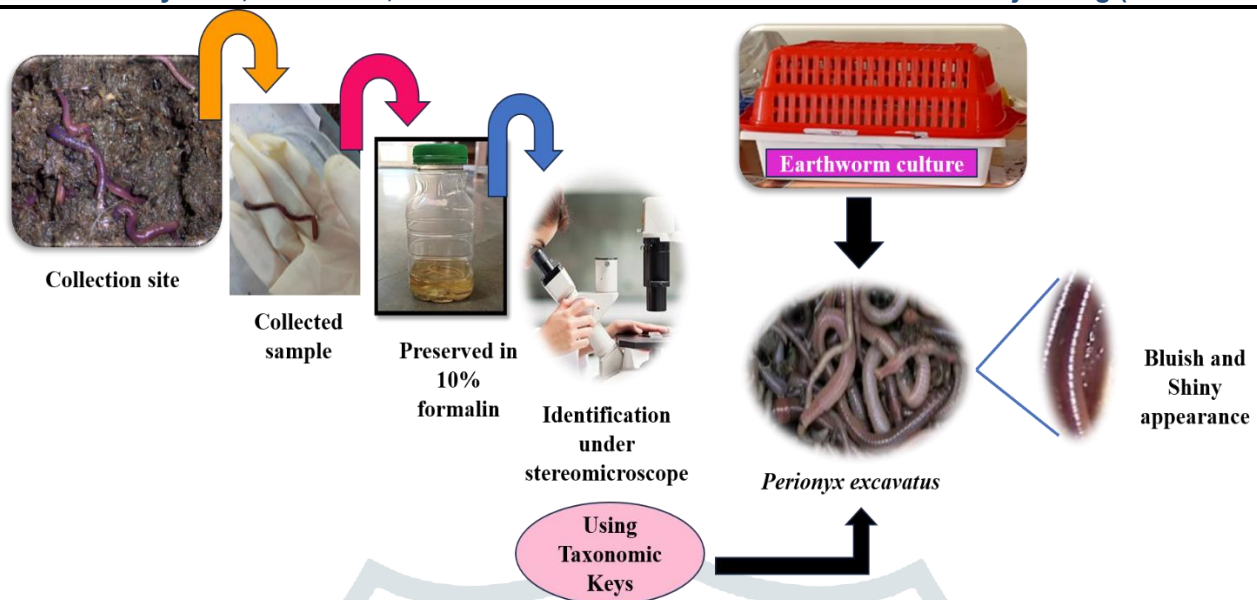 Earthworm culture
Collection site
Collected
sample
Preserved in
10%
formalin
Identification
under
stereomicroscope
Using
Taxonomic
Keys
Perionyx excavatus
Bluish and
Shiny
appearance